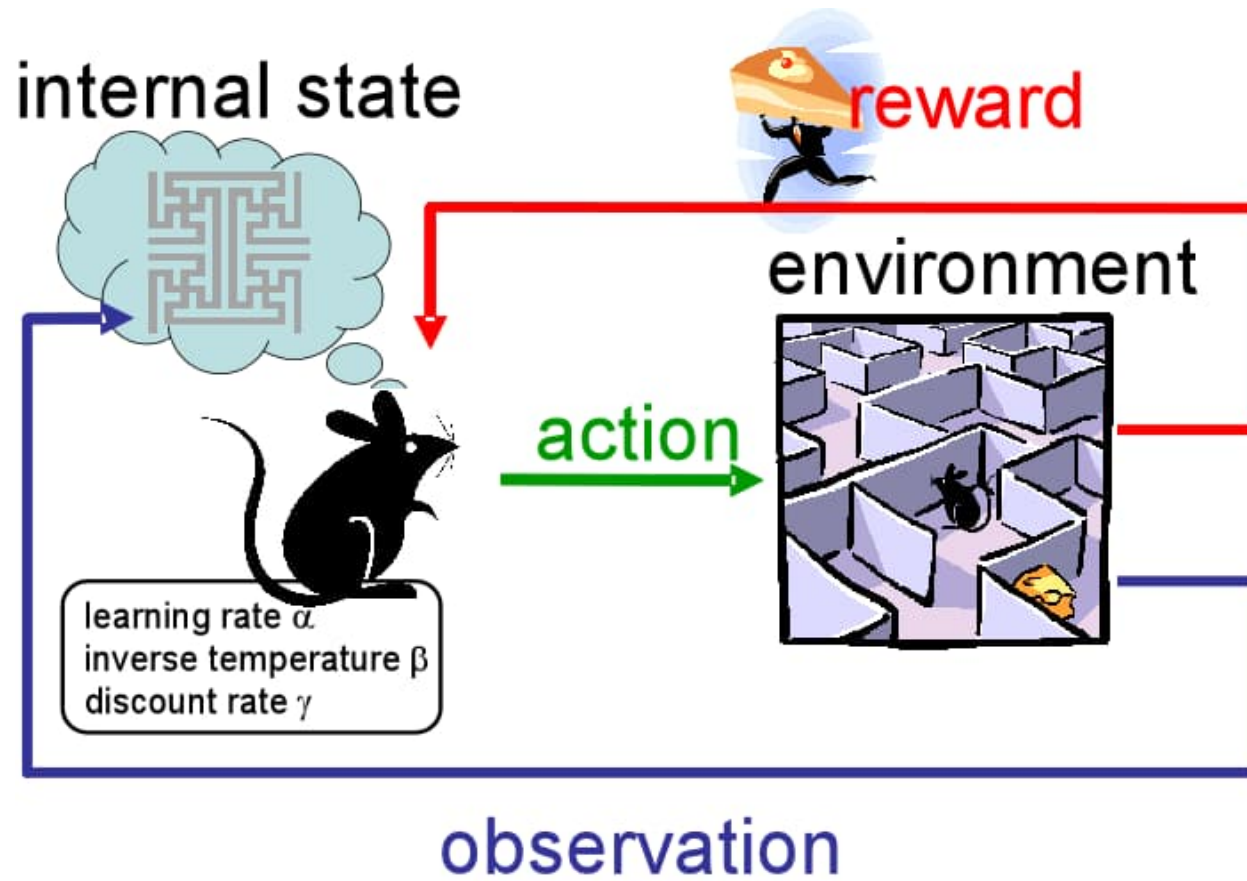 internal state
reward
environment
action
learning rate α
inverse temperature β
discount rate γ
observation